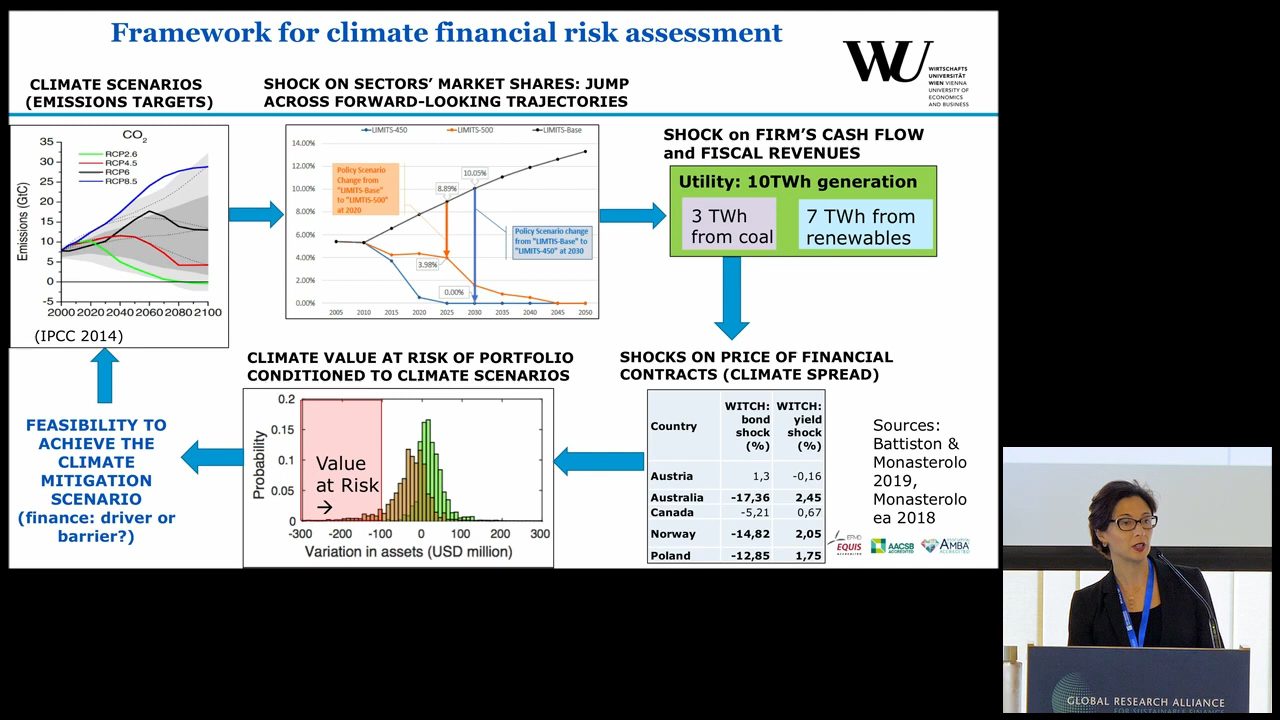 Framework for climate financial risk assessment
WU
WIRTSCHAFTS
UNIVERSITÄT
WIEN VIENNA
UNIVERSITY OF
ECONOMICS
AND BUSINESS
CLIMATE SCENARIOS
(EMISSIONS TARGETS)
SHOCK ON SECTORS' MARKET SHARES: JUMP
ACROSS FORWARD-LOOKING TRAJECTORIES
CO2
RCP2.6
RCP4.5
RCP6
RCP8.5
Emissions (GtC)
35
30
25
20
15
10
5
0
-5
2000 2020 2040 2060 2080 2100
(IPCC 2014)
LIMITS-450 LIMITS-500 LIMITS-Base
14.00%
12.00%
10.00%
8.00%
6.00%
4.00%
2.00%
0.00%
Policy Scenario
Change from
"LIMITS-Base"
to "LIMTIS-500"
at 2020
8.89%
10.05%
3.98%
0.00%
Policy Scenario change
from "LIMTIS-Base" to
"LIMITS-450" at 2030
2005 2010 2015 2020 2025 2030 2035 2040 2045 2050
SHOCK on FIRM'S CASH FLOW
and FISCAL REVENUES
Utility: 10TWh generation
3 TWh
from coal
7 TWh from
renewables
SHOCKS ON PRICE OF FINANCIAL
CONTRACTS (CLIMATE SPREAD)
Country WITCH: bond shock (%) WITCH: yield shock (%)
Austria 1,3 -0,16
Australia -17,36 2,45
Canada -5,21 0,67
Norway -14,82 2,05
Poland -12,85 1,75
Sources:
Battiston &
Monasterolo
2019,
Monasterolo
ea 2018
EFMD
EQUIS
ACCREDITED
AACSB
ACCREDITED
ASSOCIATION
AMBA
ACCREDITED
CLIMATE VALUE AT RISK OF PORTFOLIO
CONDITIONED TO CLIMATE SCENARIOS
Probability
0.2
0.15
0.1
0.05
0
Value
at Risk
→
-300 -200 -100 0 100 200 300
Variation in assets (USD million)
FEASIBILITY TO
ACHIEVE THE
CLIMATE
MITIGATION
SCENARIO
(finance: driver or
barrier?)
GLOBAL RESEARCH ALLIANCE
FOR SUSTAINABLE FINANCE